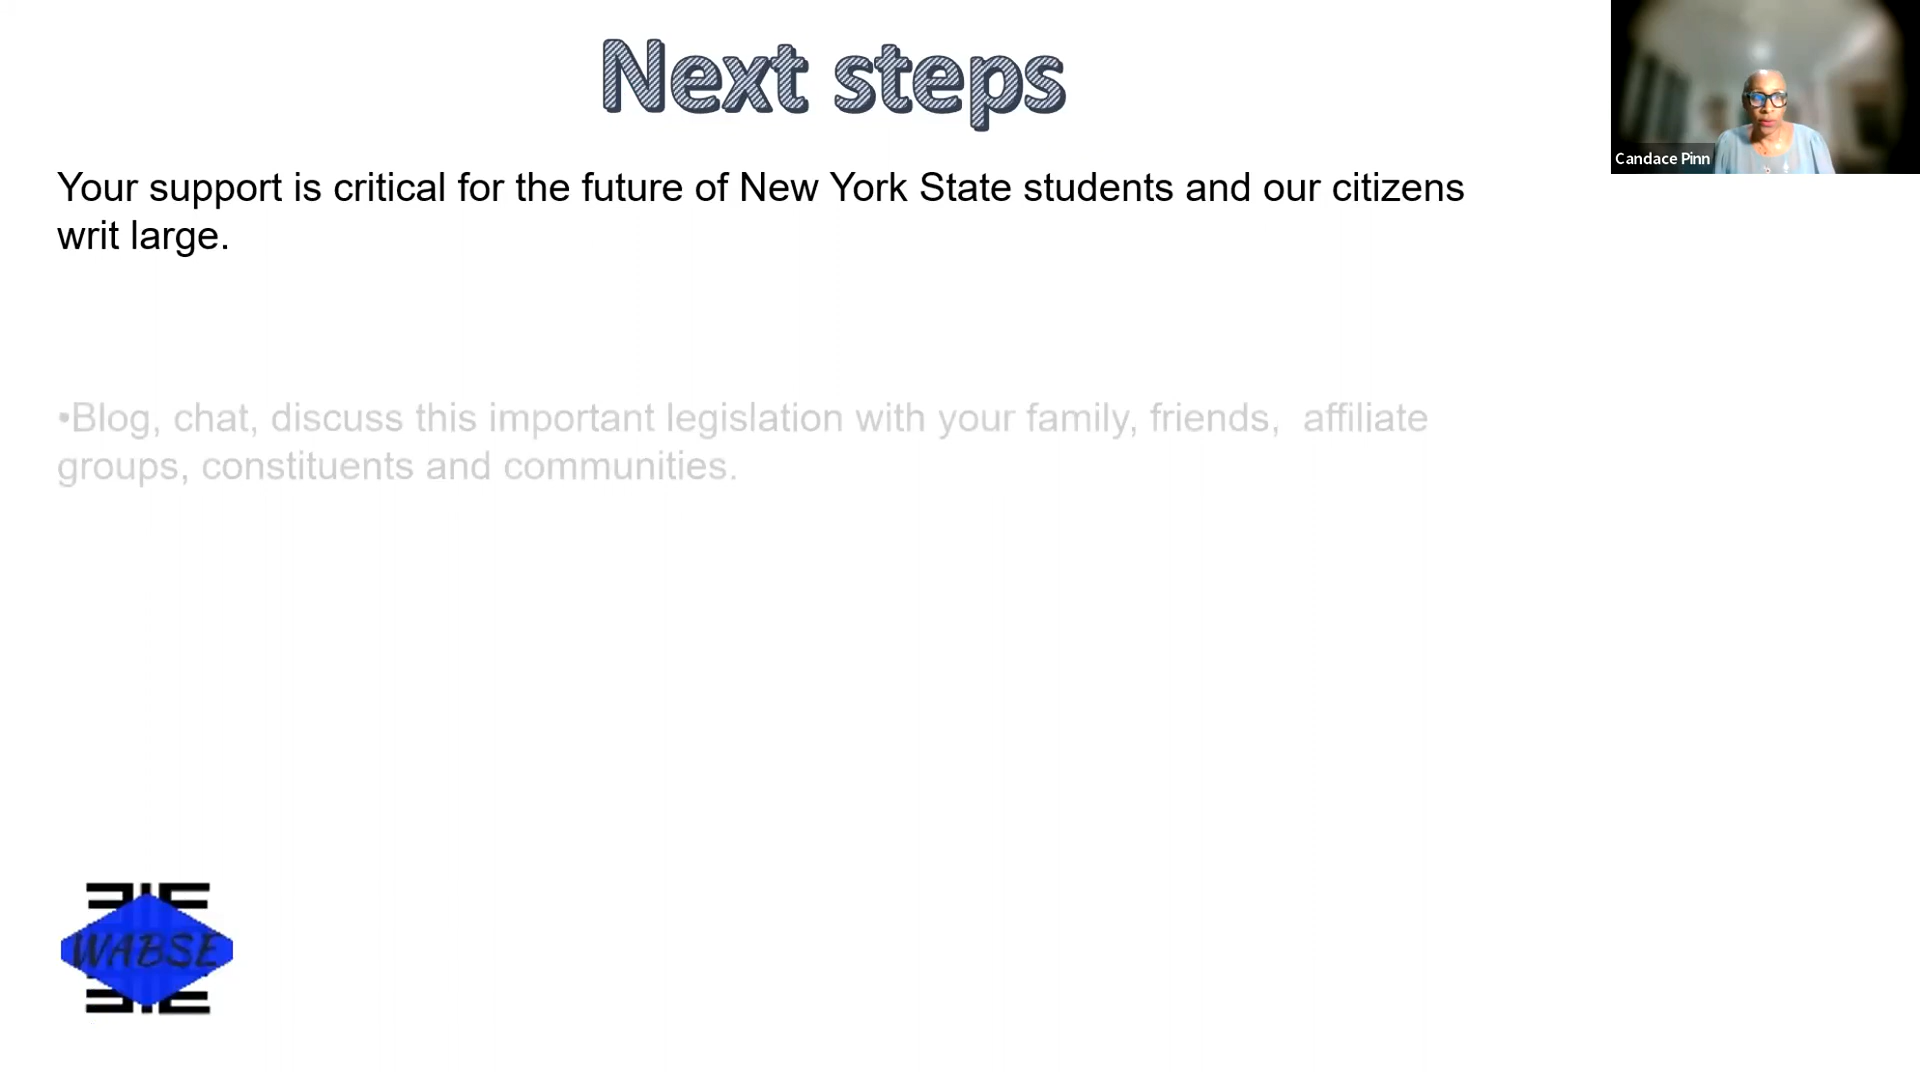 Next steps
Candace Pinn
Your support is critical for the future of New York State students and our citizens
writ large.
•Blog, chat, discuss this important legislation with your family, friends,  affiliate
groups, constituents and communities.
WABSE